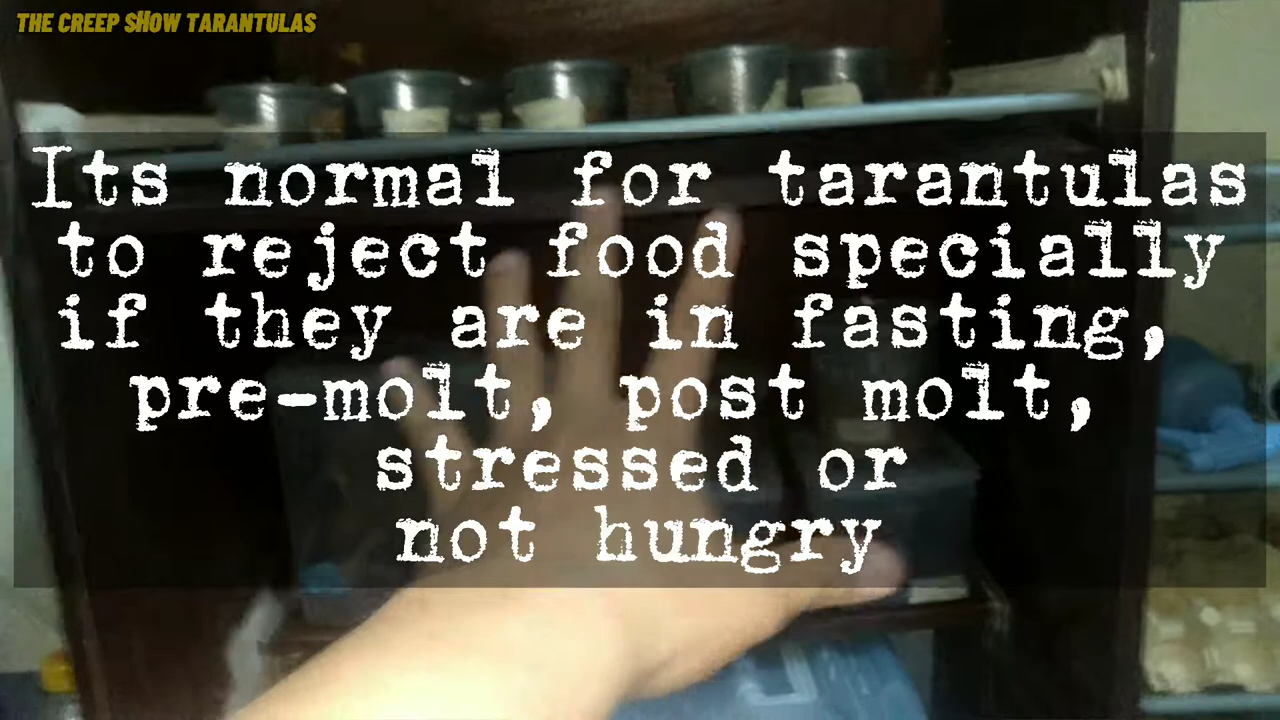 THE CREEP SHOW TARANTULAS
Its normal for tarantulas
to reject food specially
if they are in fasting,
pre-molt, post molt,
stressed or
not hungry